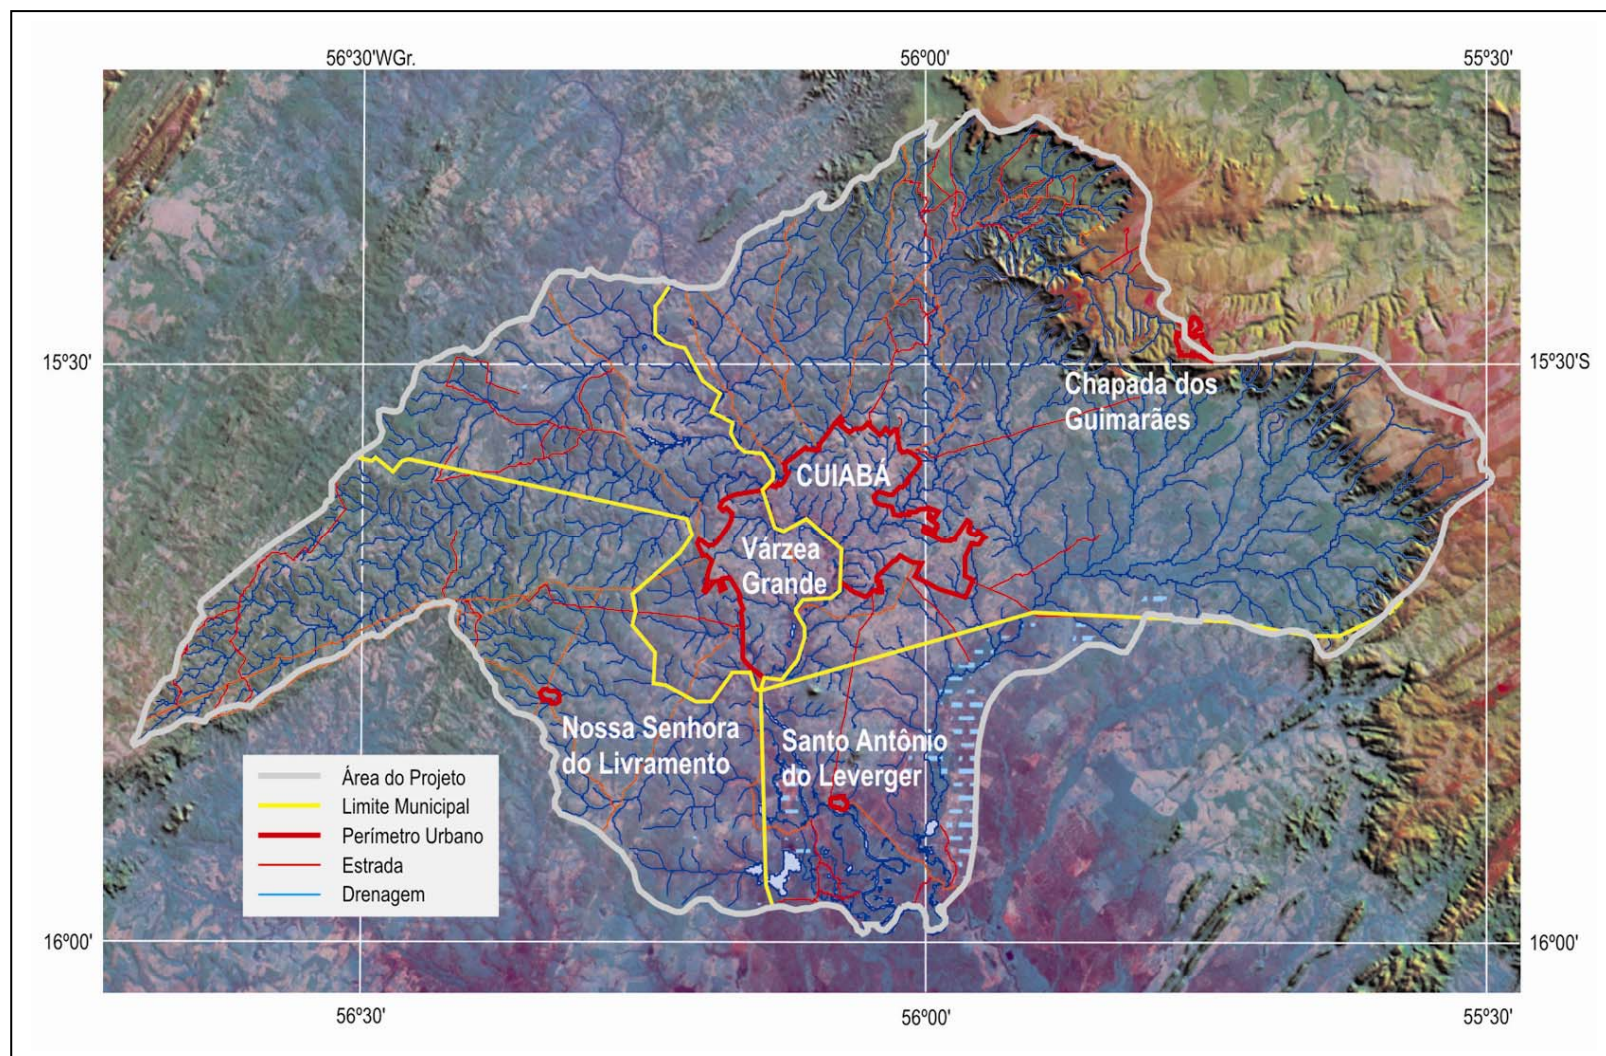 56°30'WGr.
56°00'
55°30'
15°30'
15°30'S
Chapada dos
Guimarães
CUIABÁ
Várzea
Grande
Nossa Senhora
do Livramento
Santo Antônio
do Leverger
Área do Projeto
Limite Municipal
Perímetro Urbano
Estrada
Drenagem
16°00'
16°00'
56°30'
56°00'
55°30'